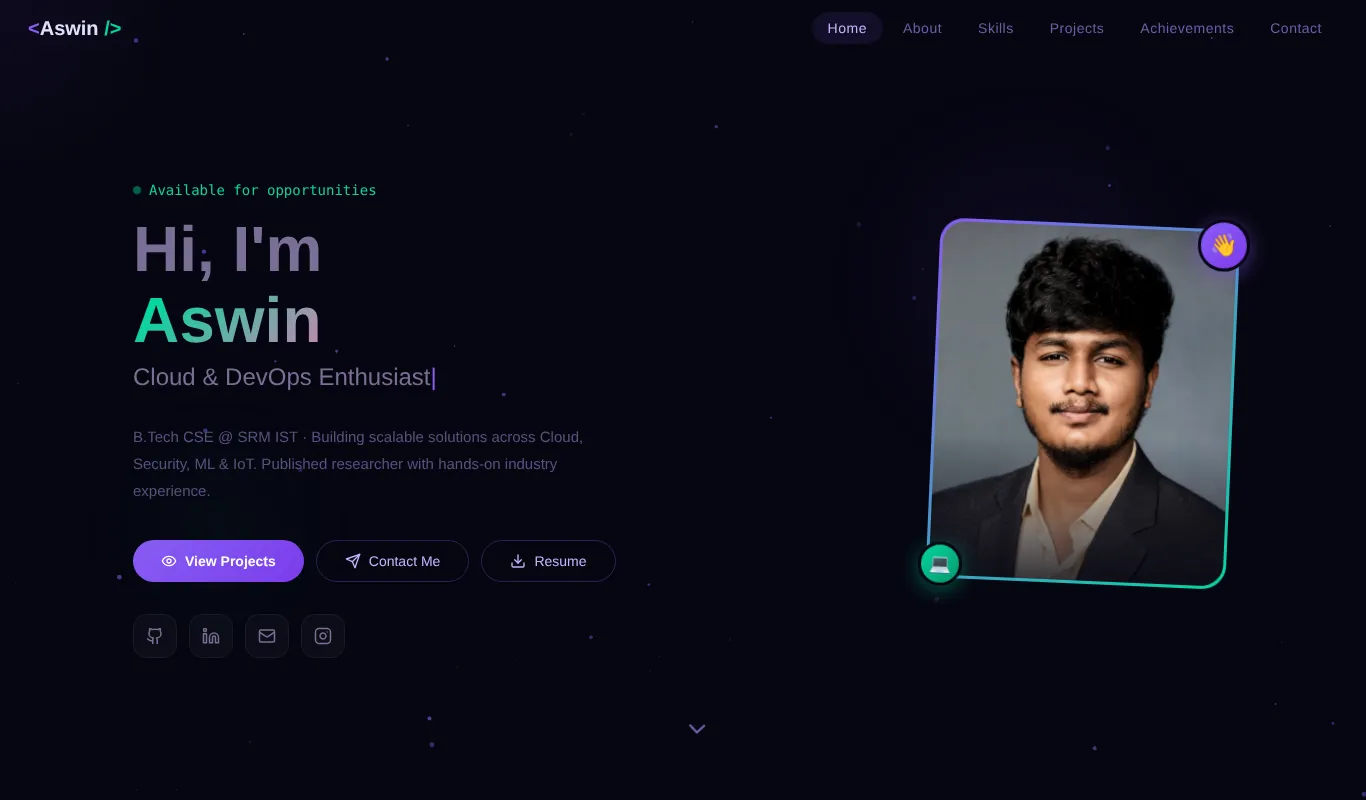 <Aswin />
Home
About
Skills
Projects
Achievements
Contact
Available for opportunities
Hi, I'm
Aswin
Cloud & DevOps Enthusiast|
B.Tech CSE @ SRM IST · Building scalable solutions across Cloud,
Security, ML & IoT. Published researcher with hands-on industry
experience.
View Projects
Contact Me
Resume